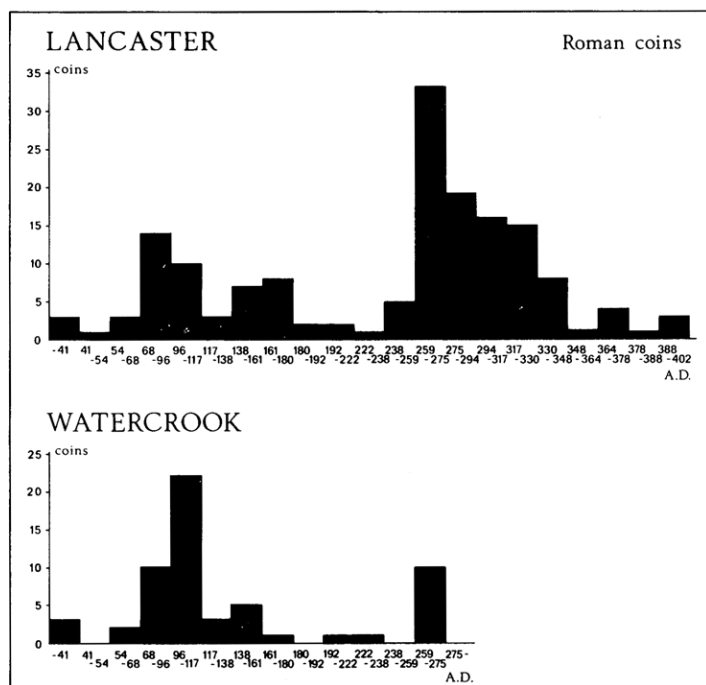 LANCASTER Roman coins
coins
35
30
25
20
15
10
5
0
-41 41 54 68 96 117 138 161 180 192 222 238 259 275 294 317 330 348 364 378 388
-54 -68 -96 -117 -138 -161 -180 -192 -222 -238 -259 -275 -294 -317 -330 -348 -364 -378 -388 -402
A.D.
WATERCROOK
coins
25
20
15
10
5
0
-41 41 54 68 96 117 138 161 180 192 222 238 259 275-
-54 -68 -96 -117 -138 -161 -180 -192 -222 -238 -259 -275
A.D.